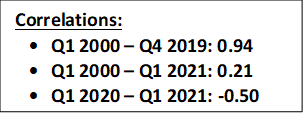 Correlations:
• Q1 2000 – Q4 2019: 0.94
• Q1 2000 – Q1 2021: 0.21
• Q1 2020 – Q1 2021: -0.50